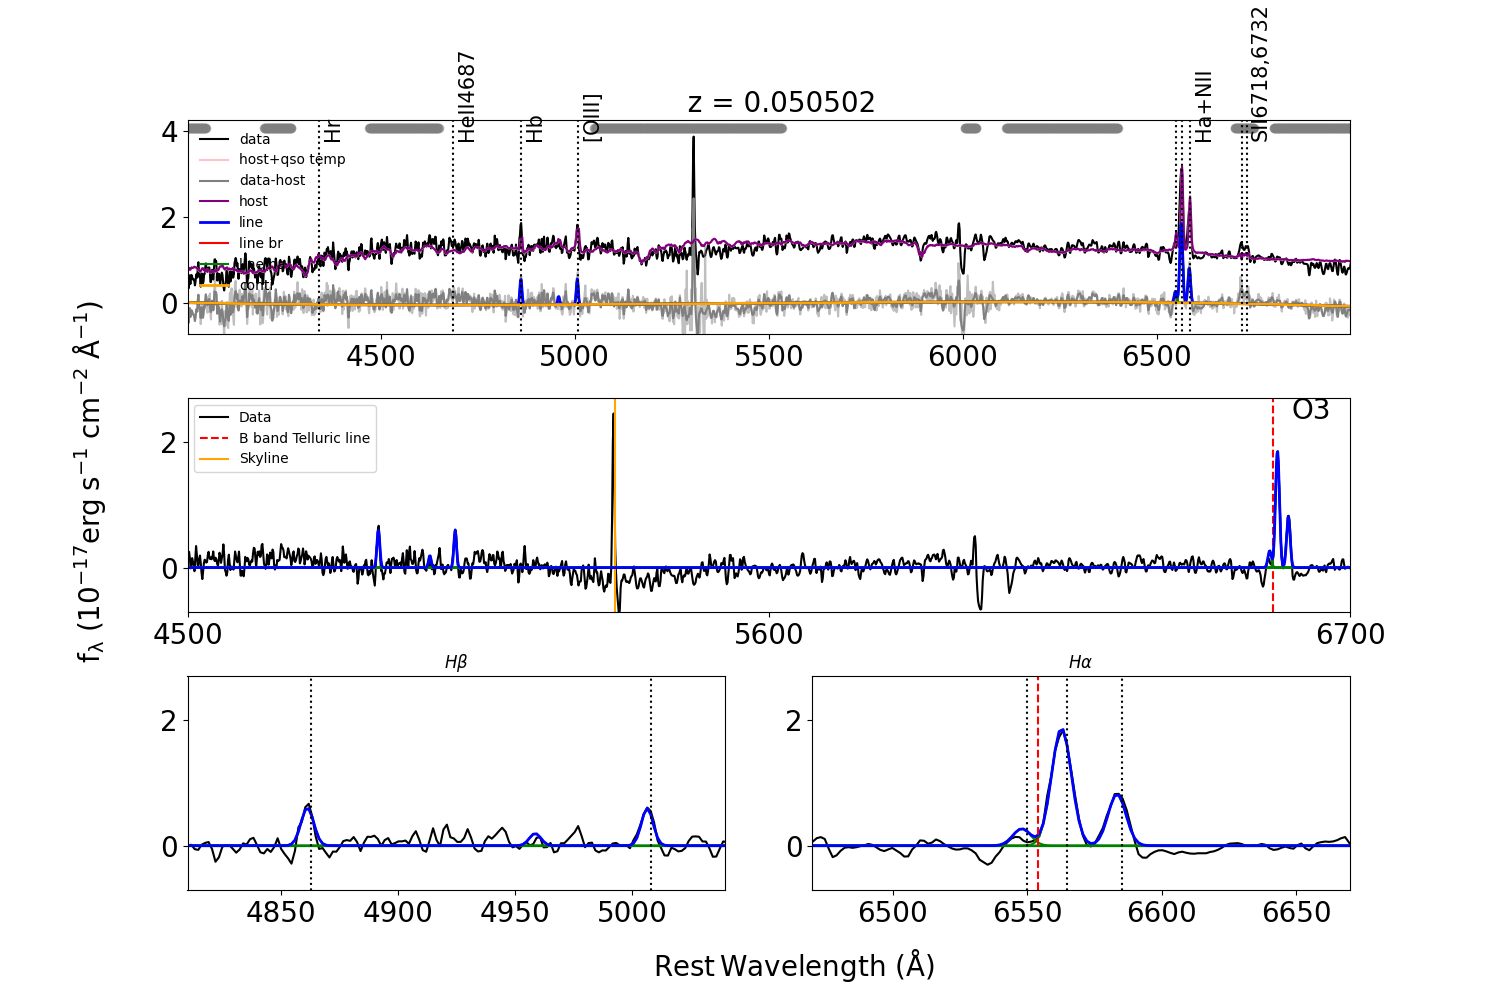 z = 0.050502
Hr
HeII4687
Hb
[OIII]
Ha+NII
SII6718,6732
data
host+qso temp
data-host
host
line
line br
conti
4
2
0
4500
5000
5500
6000
6500
f_λ (10^{-17} erg s^{-1} cm^{-2} Å^{-1})
Data
B band Telluric line
Skyline
O3
2
0
4500
5600
6700
Hβ
2
0
4850
4900
4950
5000
Hα
2
0
6500
6550
6600
6650
Rest Wavelength (Å)